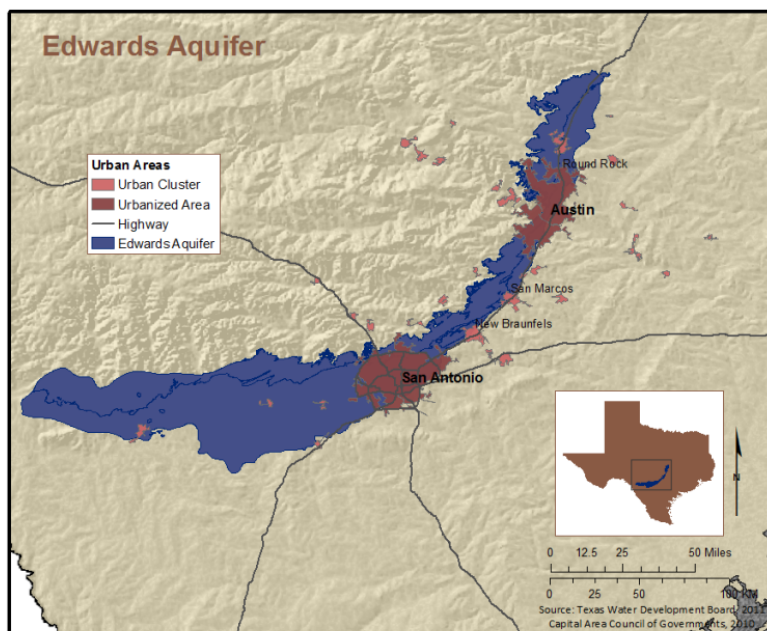 Edwards Aquifer
Urban Areas
Urban Cluster
Urbanized Area
Highway
Edwards Aquifer
Round Rock
Austin
San Marcos
New Braunfels
San Antonio
N
0 12.5 25 50 Miles
0 25 50 100 KM
Source: Texas Water Development Board, 2011
Capital Area Council of Governments, 2010